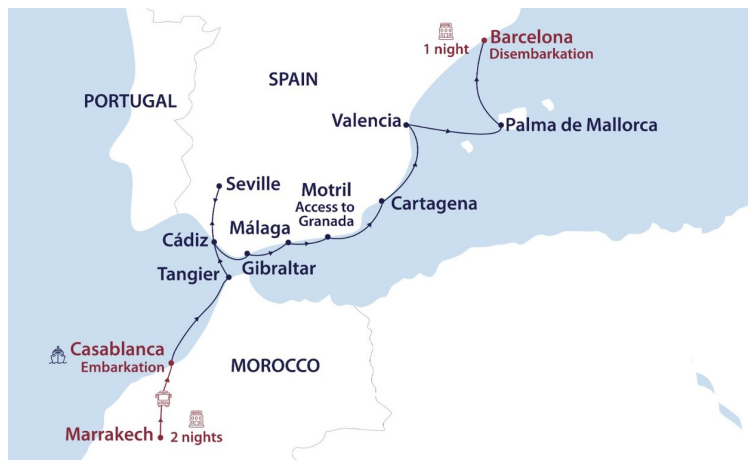 Barcelona
Disembarkation
1 night
SPAIN
PORTUGAL
Valencia
Palma de Mallorca
Seville
Motril
Access to
Granada
Cartagena
Málaga
Cádiz
Gibraltar
Tangier
Casablanca
Embarkation
MOROCCO
Marrakech
2 nights